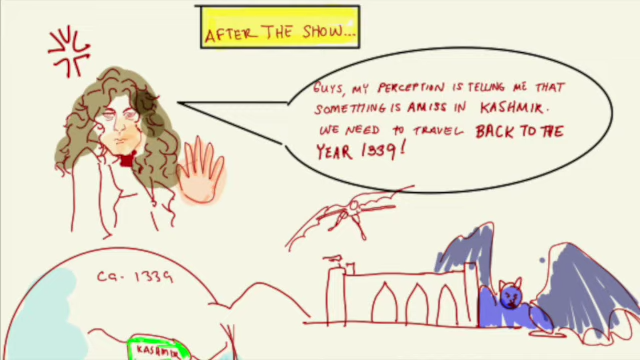 AFTER THE SHOW...
GUYS, MY PERCEPTION IS TELLING ME THAT
SOMETHING IS AMISS IN KASHMIR.
WE NEED TO TRAVEL BACK TO THE
YEAR 1339!
CA. 1339
KASHMIR